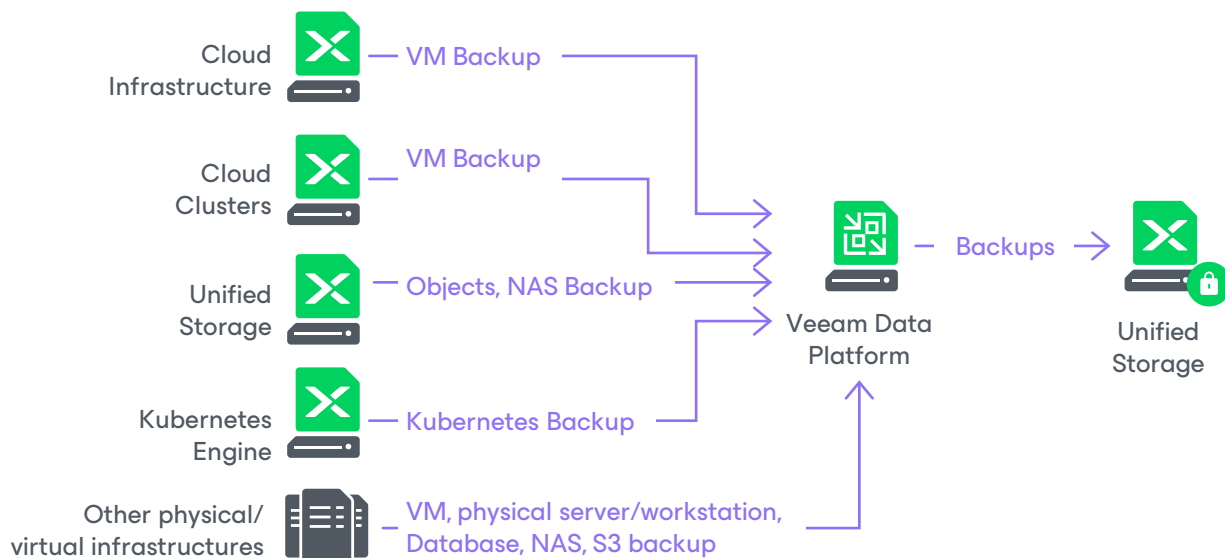 Cloud
Infrastructure
VM Backup
Cloud
Clusters
VM Backup
Unified
Storage
Objects, NAS Backup
Kubernetes
Engine
Kubernetes Backup
Other physical/
virtual infrastructures
VM, physical server/workstation,
Database, NAS, S3 backup
Veeam Data
Platform
Backups
Unified
Storage